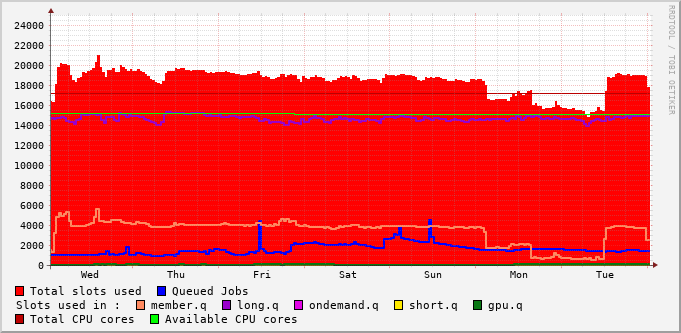 RRDTOOL / TOBI OETIKER
24000
22000
20000
18000
16000
14000
12000
10000
8000
6000
4000
2000
0
Wed Thu Fri Sat Sun Mon Tue
Total slots used Queued Jobs
Slots used in : member.q long.q ondemand.q short.q gpu.q
Total CPU cores Available CPU cores